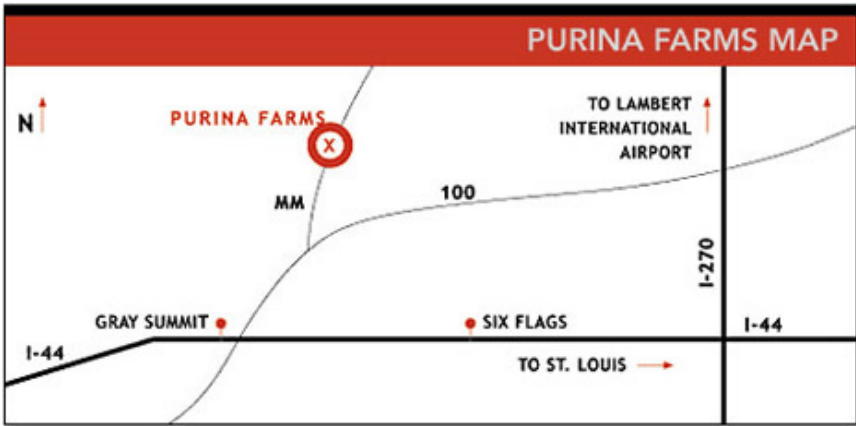 PURINA FARMS MAP
N
PURINA FARMS
X
TO LAMBERT
INTERNATIONAL
AIRPORT
MM
100
I-270
GRAY SUMMIT
SIX FLAGS
I-44
I-44
TO ST. LOUIS